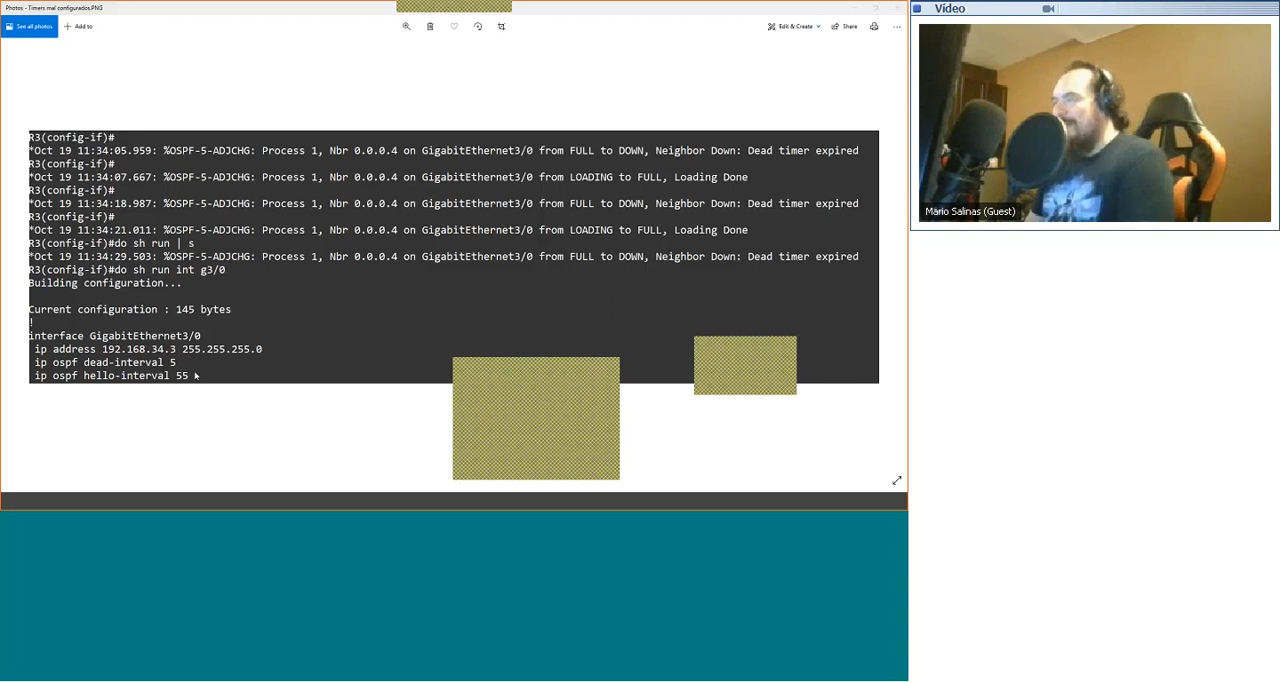 Photos - Timers mal configurados.PNG
See all photos
Add to
Edit & Create
Share
R3(config-if)#
*Oct 19 11:34:05.959: %OSPF-5-ADJCHG: Process 1, Nbr 0.0.0.4 on GigabitEthernet3/0 from FULL to DOWN, Neighbor Down: Dead timer expired
R3(config-if)#
*Oct 19 11:34:07.667: %OSPF-5-ADJCHG: Process 1, Nbr 0.0.0.4 on GigabitEthernet3/0 from LOADING to FULL, Loading Done
R3(config-if)#
*Oct 19 11:34:18.987: %OSPF-5-ADJCHG: Process 1, Nbr 0.0.0.4 on GigabitEthernet3/0 from FULL to DOWN, Neighbor Down: Dead timer expired
R3(config-if)#
*Oct 19 11:34:21.011: %OSPF-5-ADJCHG: Process 1, Nbr 0.0.0.4 on GigabitEthernet3/0 from LOADING to FULL, Loading Done
R3(config-if)#do sh run | s
*Oct 19 11:34:29.503: %OSPF-5-ADJCHG: Process 1, Nbr 0.0.0.4 on GigabitEthernet3/0 from FULL to DOWN, Neighbor Down: Dead timer expired
R3(config-if)#do sh run int g3/0
Building configuration...
Current configuration : 145 bytes
!
interface GigabitEthernet3/0
ip address 192.168.34.3 255.255.255.0
ip ospf dead-interval 5
ip ospf hello-interval 55
Vídeo
Mario Salinas (Guest)